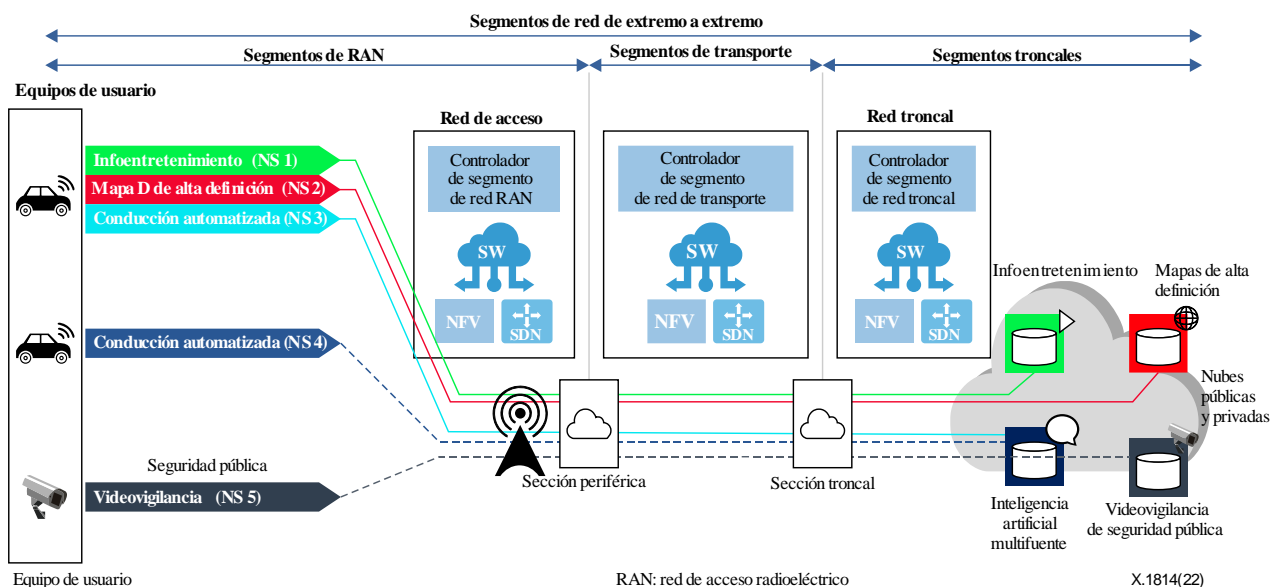 Segmentos de red de extremo a extremo
Segmentos de RAN
Segmentos de transporte
Segmentos troncales
Equipos de usuario
Red de acceso
Red troncal
Infoentretenimiento (NS 1)
Mapa D de alta definición (NS 2)
Conducción automatizada (NS 3)
Controlador
de segmento
de red RAN
SW
NFV
SDN
Controlador
de segmento
de red de transporte
SW
NFV
SDN
Controlador
de segmento
de red troncal
SW
NFV
SDN
Infoentretenimiento
Mapas de alta
definición
Conducción automatizada (NS 4)
Nubes
públicas
y privadas
Seguridad pública
Videovigilancia (NS 5)
Sección periférica
Sección troncal
Inteligencia
artificial
multifuente
Videovigilancia
de seguridad pública
Equipo de usuario
RAN: red de acceso radioeléctrico
X.1814(22)